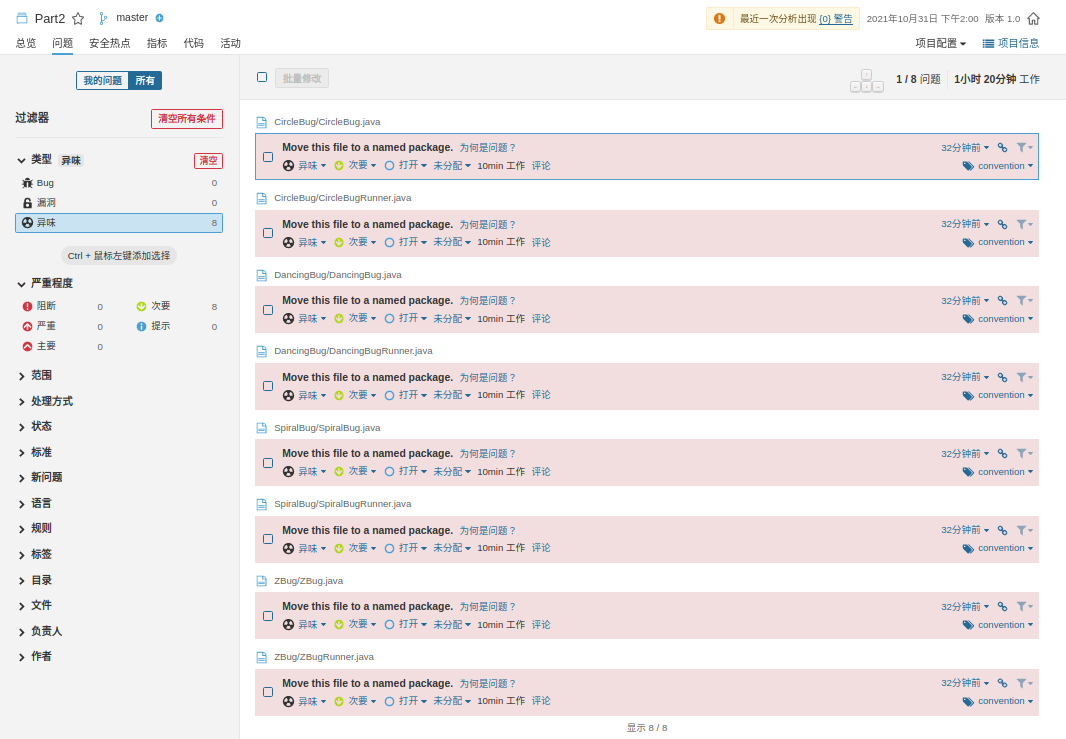 Part2 master 最近一次分析出现 {0} 警告 2021年10月31日 下午2:00 版本 1.0
总览 问题 安全热点 指标 代码 活动 项目配置 项目信息
我的问题 所有 批量修改 1 / 8 问题 1小时 20分钟 工作
过滤器 清空所有条件
类型 异味 清空
Bug 0
漏洞 0
异味 8
Ctrl + 鼠标左键添加选择
严重程度
阻断 0 次要 8
严重 0 提示 0
主要 0
范围
处理方式
状态
标准
新问题
语言
规则
标签
目录
文件
负责人
作者
CircleBug/CircleBug.java
Move this file to a named package. 为何是问题？ 32分钟前
异味 次要 打开 未分配 10min 工作 评论 convention
CircleBug/CircleBugRunner.java
Move this file to a named package. 为何是问题？ 32分钟前
异味 次要 打开 未分配 10min 工作 评论 convention
DancingBug/DancingBug.java
Move this file to a named package. 为何是问题？ 32分钟前
异味 次要 打开 未分配 10min 工作 评论 convention
DancingBug/DancingBugRunner.java
Move this file to a named package. 为何是问题？ 32分钟前
异味 次要 打开 未分配 10min 工作 评论 convention
SpiralBug/SpiralBug.java
Move this file to a named package. 为何是问题？ 32分钟前
异味 次要 打开 未分配 10min 工作 评论 convention
SpiralBug/SpiralBugRunner.java
Move this file to a named package. 为何是问题？ 32分钟前
异味 次要 打开 未分配 10min 工作 评论 convention
ZBug/ZBug.java
Move this file to a named package. 为何是问题？ 32分钟前
异味 次要 打开 未分配 10min 工作 评论 convention
ZBug/ZBugRunner.java
Move this file to a named package. 为何是问题？ 32分钟前
异味 次要 打开 未分配 10min 工作 评论 convention
显示 8 / 8